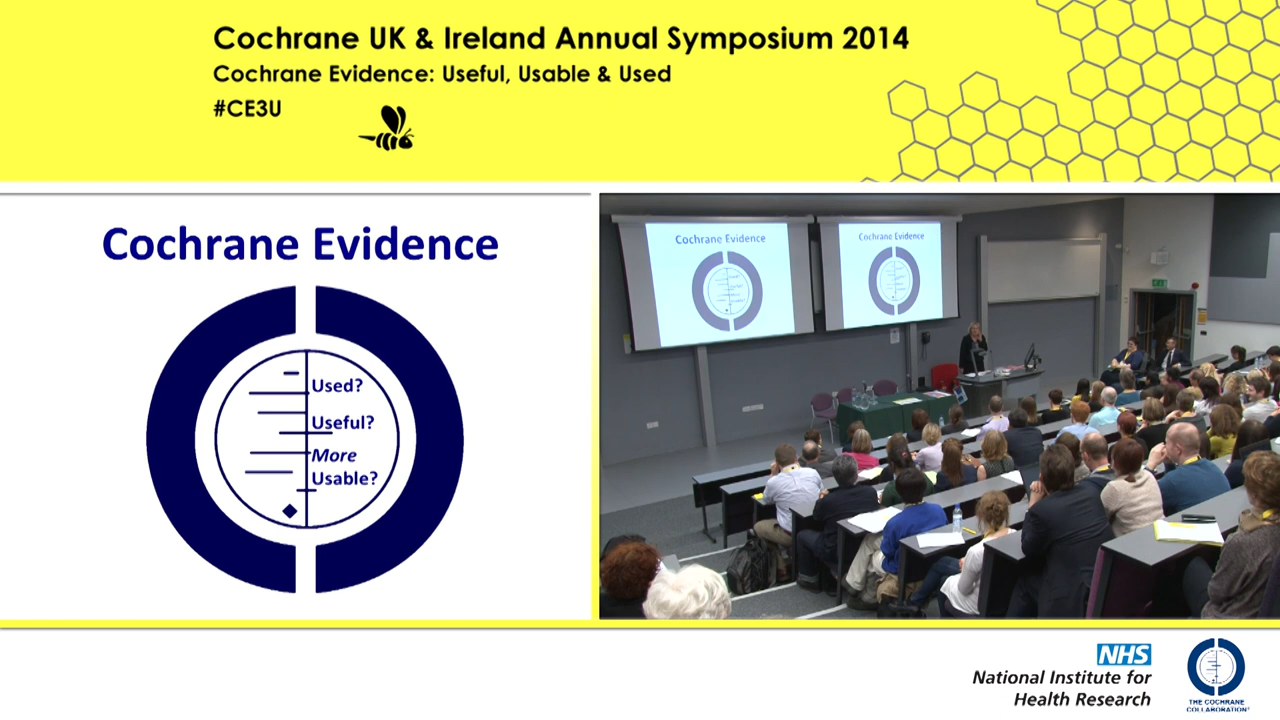 Cochrane UK & Ireland Annual Symposium 2014
Cochrane Evidence: Useful, Usable & Used
#CE3U
Cochrane Evidence
Used?
Useful?
More
Usable?
Cochrane Evidence
Cochrane Evidence
NHS
National Institute for
Health Research
THE COCHRANE
COLLABORATION®